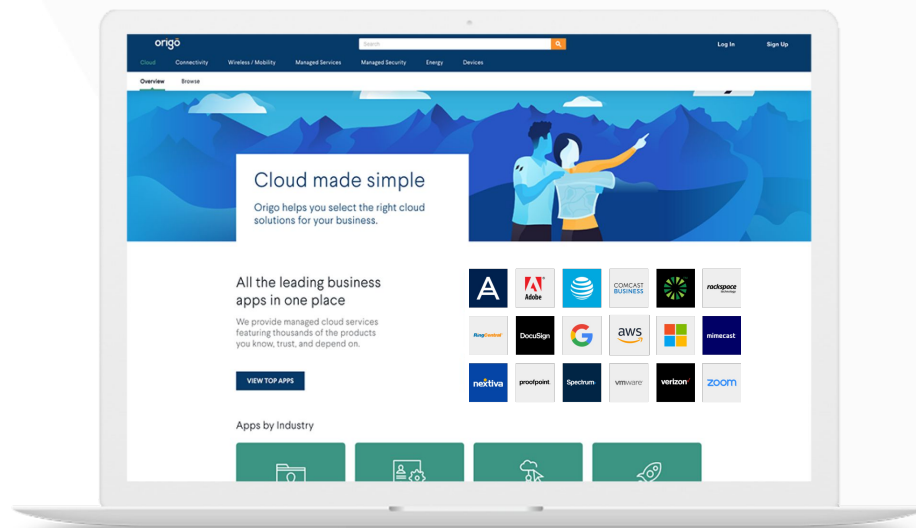 origö
Search
Log In
Sign Up
Cloud
Connectivity
Wireless / Mobility
Managed Services
Managed Security
Energy
Devices
Overview
Browse
Cloud made simple
Origo helps you select the right cloud
solutions for your business.
All the leading business
apps in one place
We provide managed cloud services
featuring thousands of the products
you know, trust, and depend on.
VIEW TOP APPS
A
Adobe
COMCAST
BUSINESS
rackspace
technology
RingCentral
DocuSign
G
aws
mimecast
nextiva
proofpoint
Spectrum
vmware
verizon
zoom
Apps by Industry